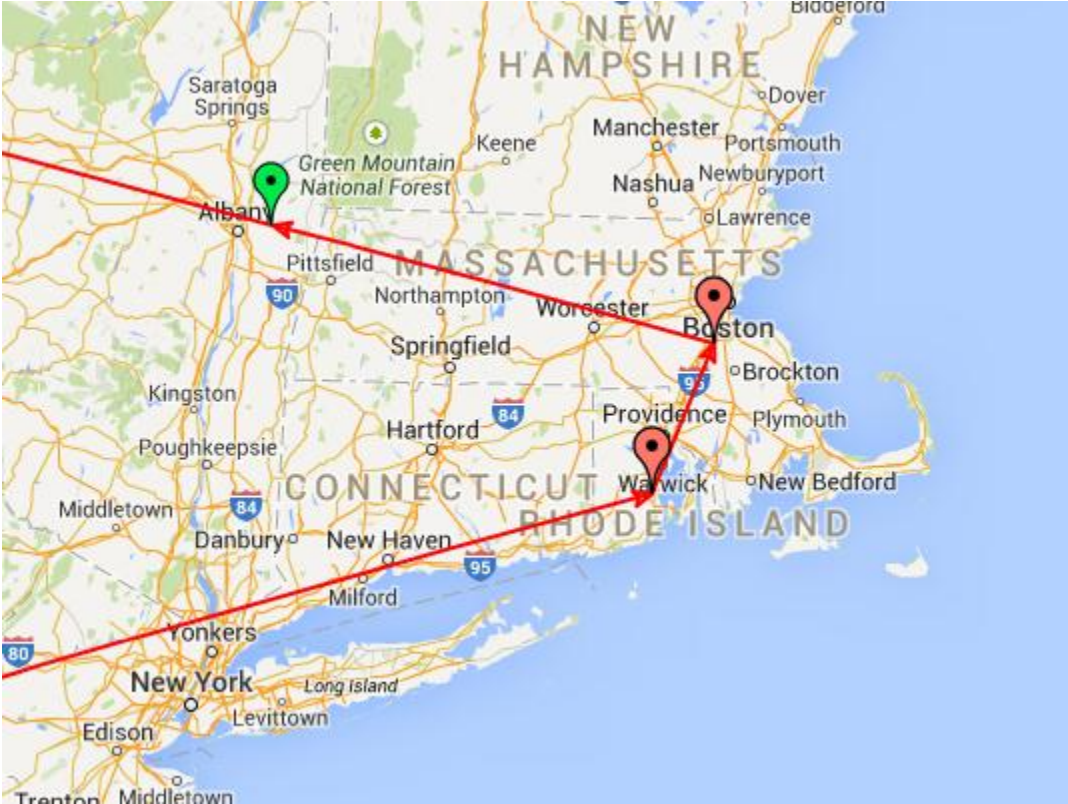 Biddeford
NEW
HAMPSHIRE
Saratoga
Springs
Dover
Manchester
Portsmouth
Keene
Green Mountain
National Forest
Nashua
Newburyport
Albany
Lawrence
Pittsfield
MASSACHUSETTS
90
Northampton
Worcester
Boston
Springfield
95
Brockton
Kingston
84
Providence
Plymouth
Hartford
Poughkeepsie
CONNECTICUT
Warwick
New Bedford
84
Middletown
RHODE ISLAND
Danbury
New Haven
95
Milford
Yonkers
80
New York
Long Island
Levittown
Edison
Trenton
Middletown